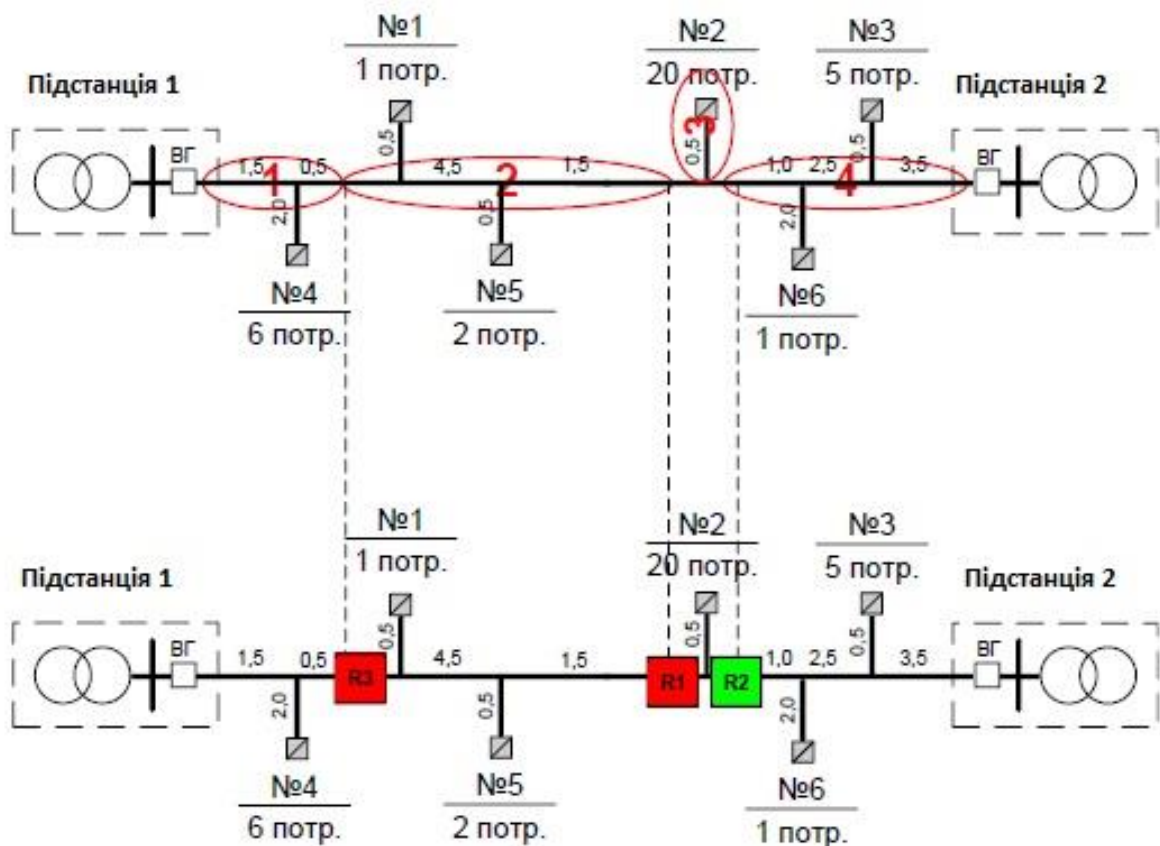 №1
1 потр.
№2
20 потр.
№3
5 потр.
Підстанція 1
Підстанція 2
ВГ
1,5
0,5
0,5
4,5
1,5
0,5
1,0
2,5
0,5
3,5
ВГ
1
2
3
4
2,0
0,5
2,0
№4
6 потр.
№5
2 потр.
№6
1 потр.
№1
1 потр.
№2
20 потр.
№3
5 потр.
Підстанція 1
Підстанція 2
ВГ
1,5
0,5
R3
0,5
4,5
1,5
R1
0,5
R2
1,0
2,5
0,5
3,5
ВГ
2,0
0,5
2,0
№4
6 потр.
№5
2 потр.
№6
1 потр.